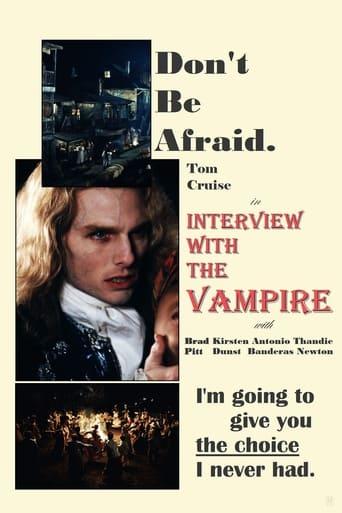 Don't
Be
Afraid.
Tom
Cruise
in
INTERVIEW
WITH
THE
VAMPIRE
with
Brad Kirsten Antonio Thandie
Pitt Dunst Banderas Newton
I'm going to
give you
the choice
I never had.